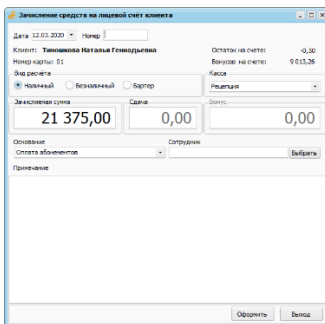 Зачисление средств на лицевой счёт клиента
Дата 12.03.2020 Номер
Клиент: Тимошкова Наталья Геннадьевна Остаток на счете: -0,50
Номер карты: 01 Бонусов на счете: 9 013,26
Вид расчёта Касса
Наличный Безналичный Бартер Рецепция
Зачисляемая сумма Сдача Бонус
21 375,00 0,00 0,00
Основание Сотрудник
Оплата абонементов Выбрать
Примечание
Оформить Выход